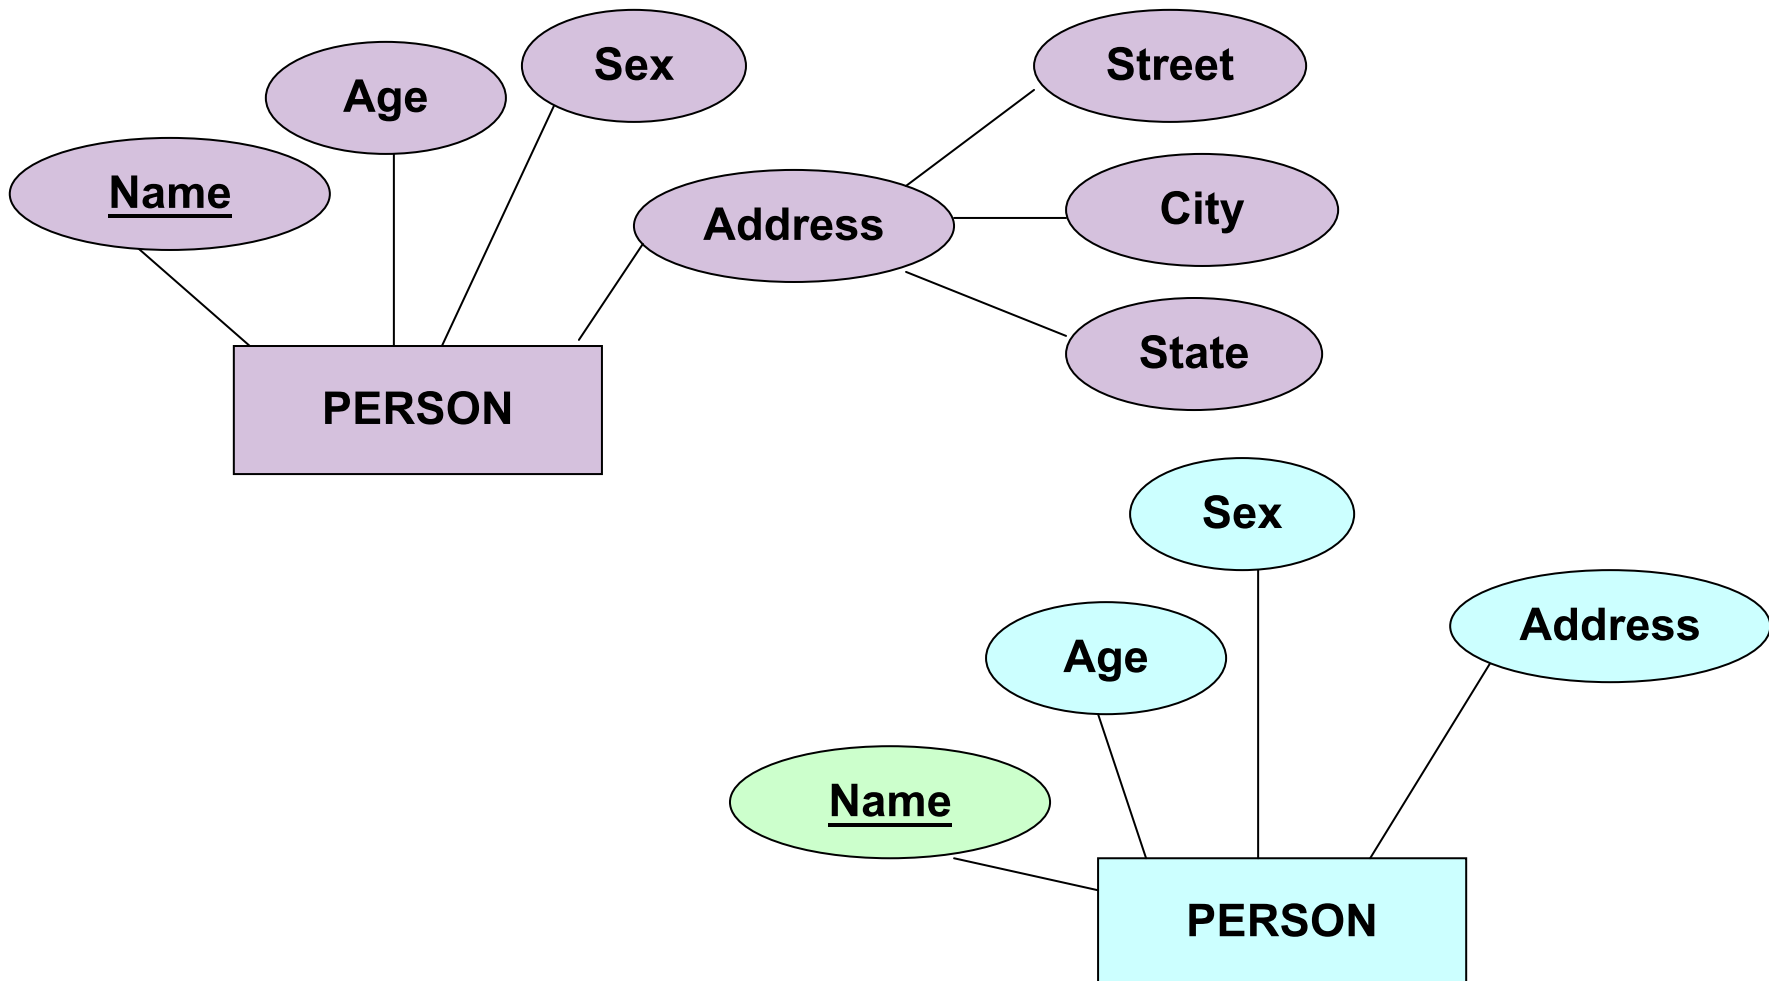 Sex
Street
Age
Name
City
Address
State
PERSON
Sex
Address
Age
Name
PERSON